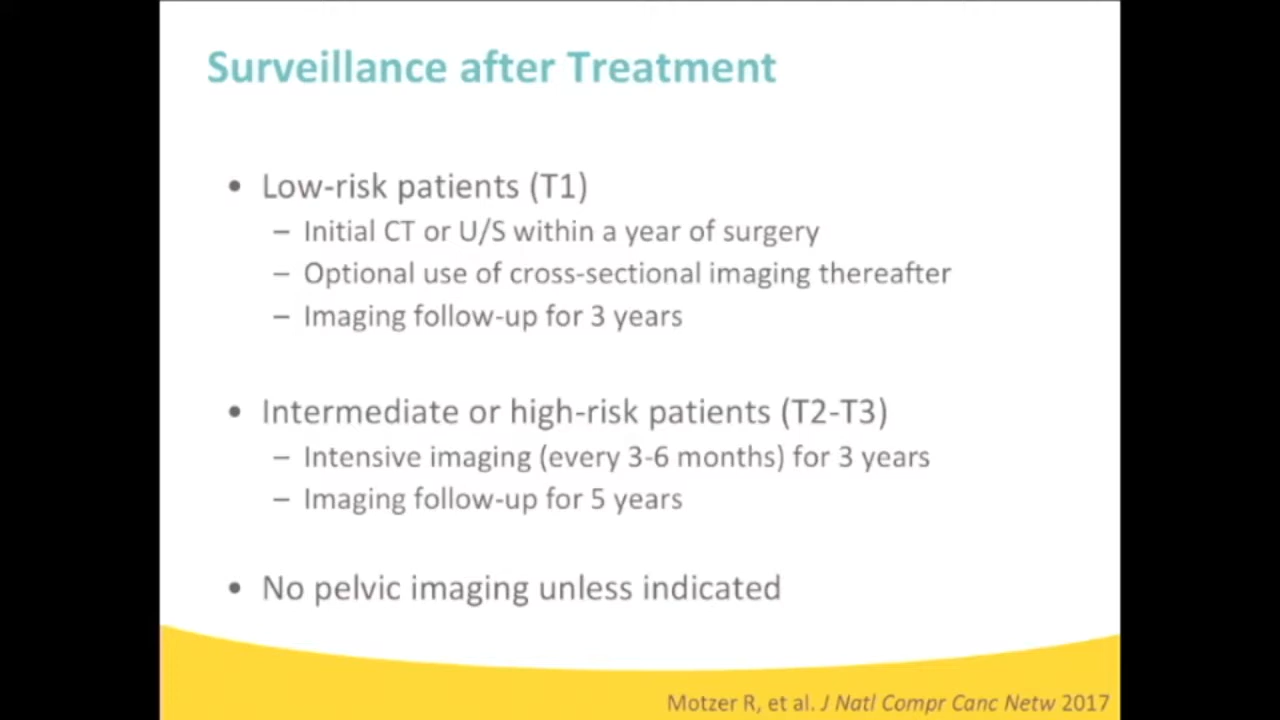 Surveillance after Treatment
• Low-risk patients (T1)
– Initial CT or U/S within a year of surgery
– Optional use of cross-sectional imaging thereafter
– Imaging follow-up for 3 years
• Intermediate or high-risk patients (T2-T3)
– Intensive imaging (every 3-6 months) for 3 years
– Imaging follow-up for 5 years
• No pelvic imaging unless indicated
Motzer R, et al. J Natl Compr Canc Netw 2017